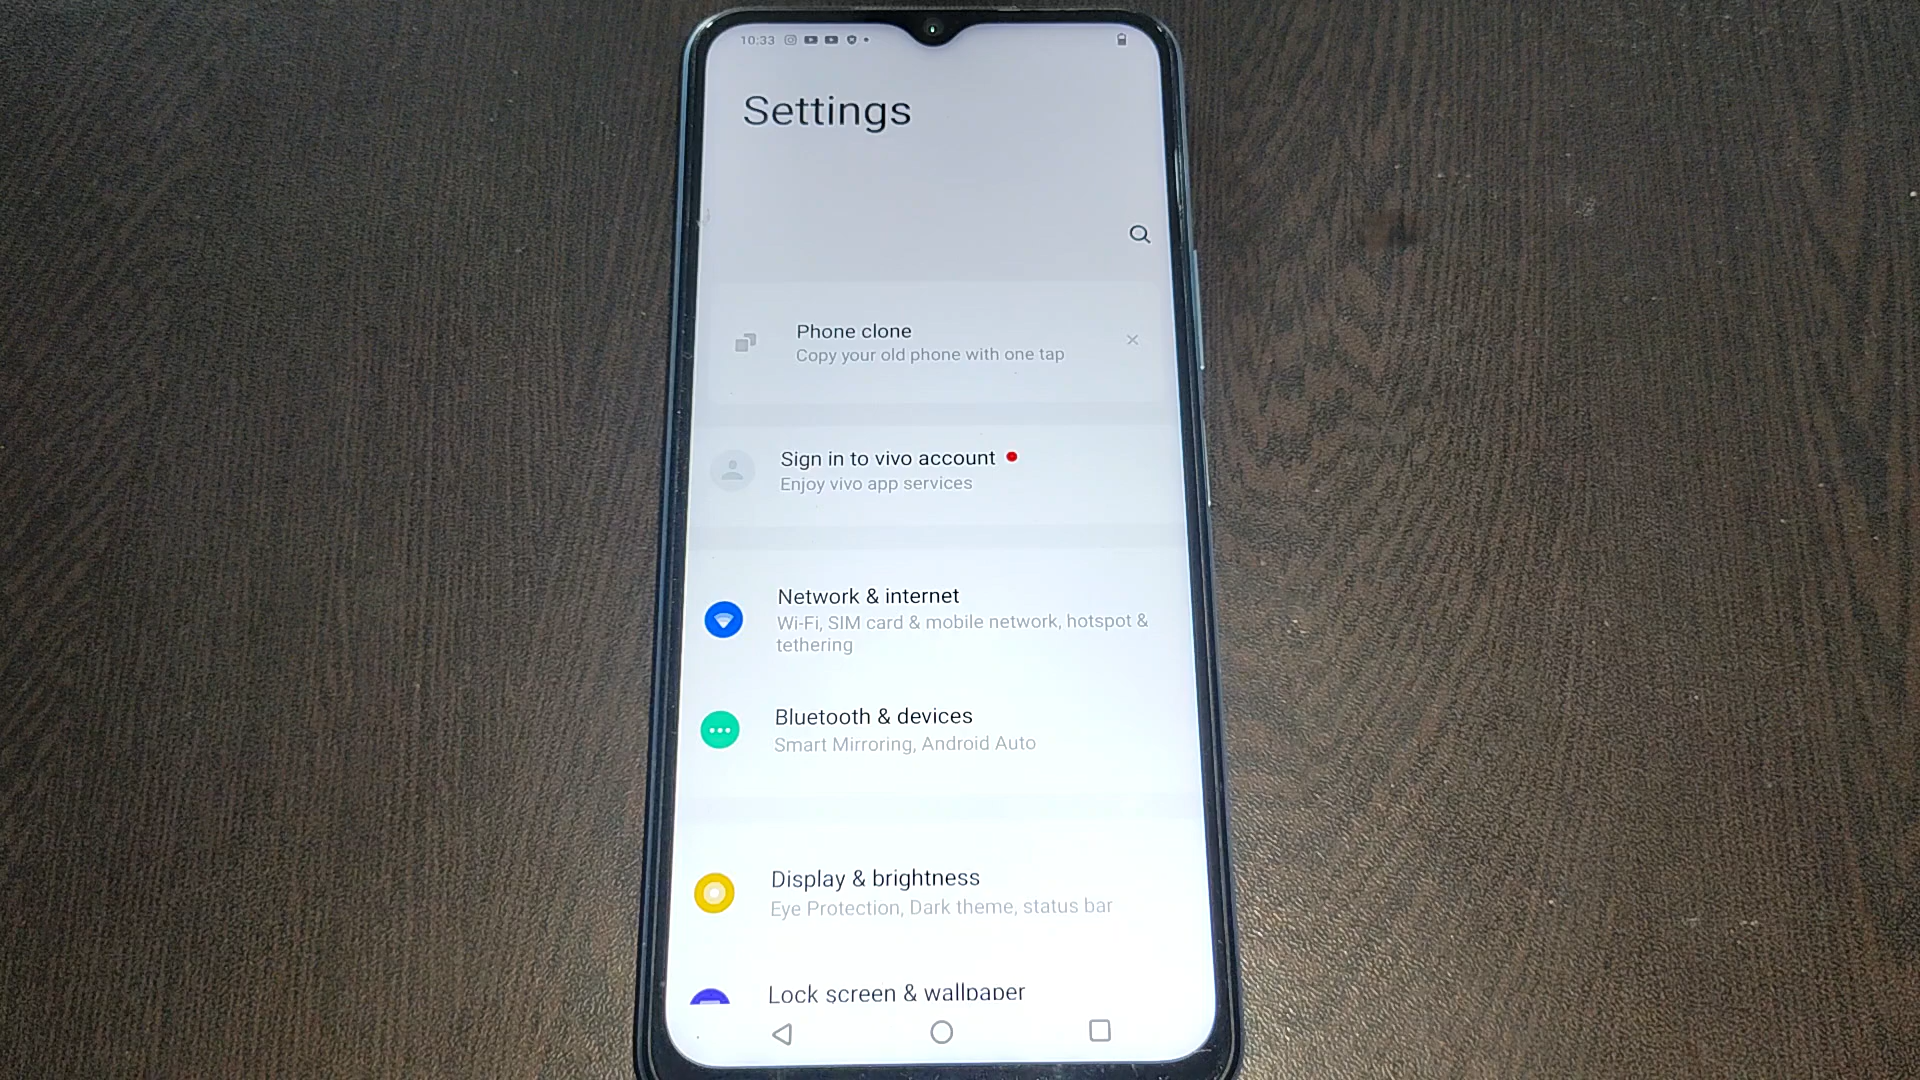 10:33
Settings
Phone clone
Copy your old phone with one tap
Sign in to vivo account
Enjoy vivo app services
Network & internet
Wi-Fi, SIM card & mobile network, hotspot &
tethering
Bluetooth & devices
Smart Mirroring, Android Auto
Display & brightness
Eye Protection, Dark theme, status bar
Lock screen & wallpaper